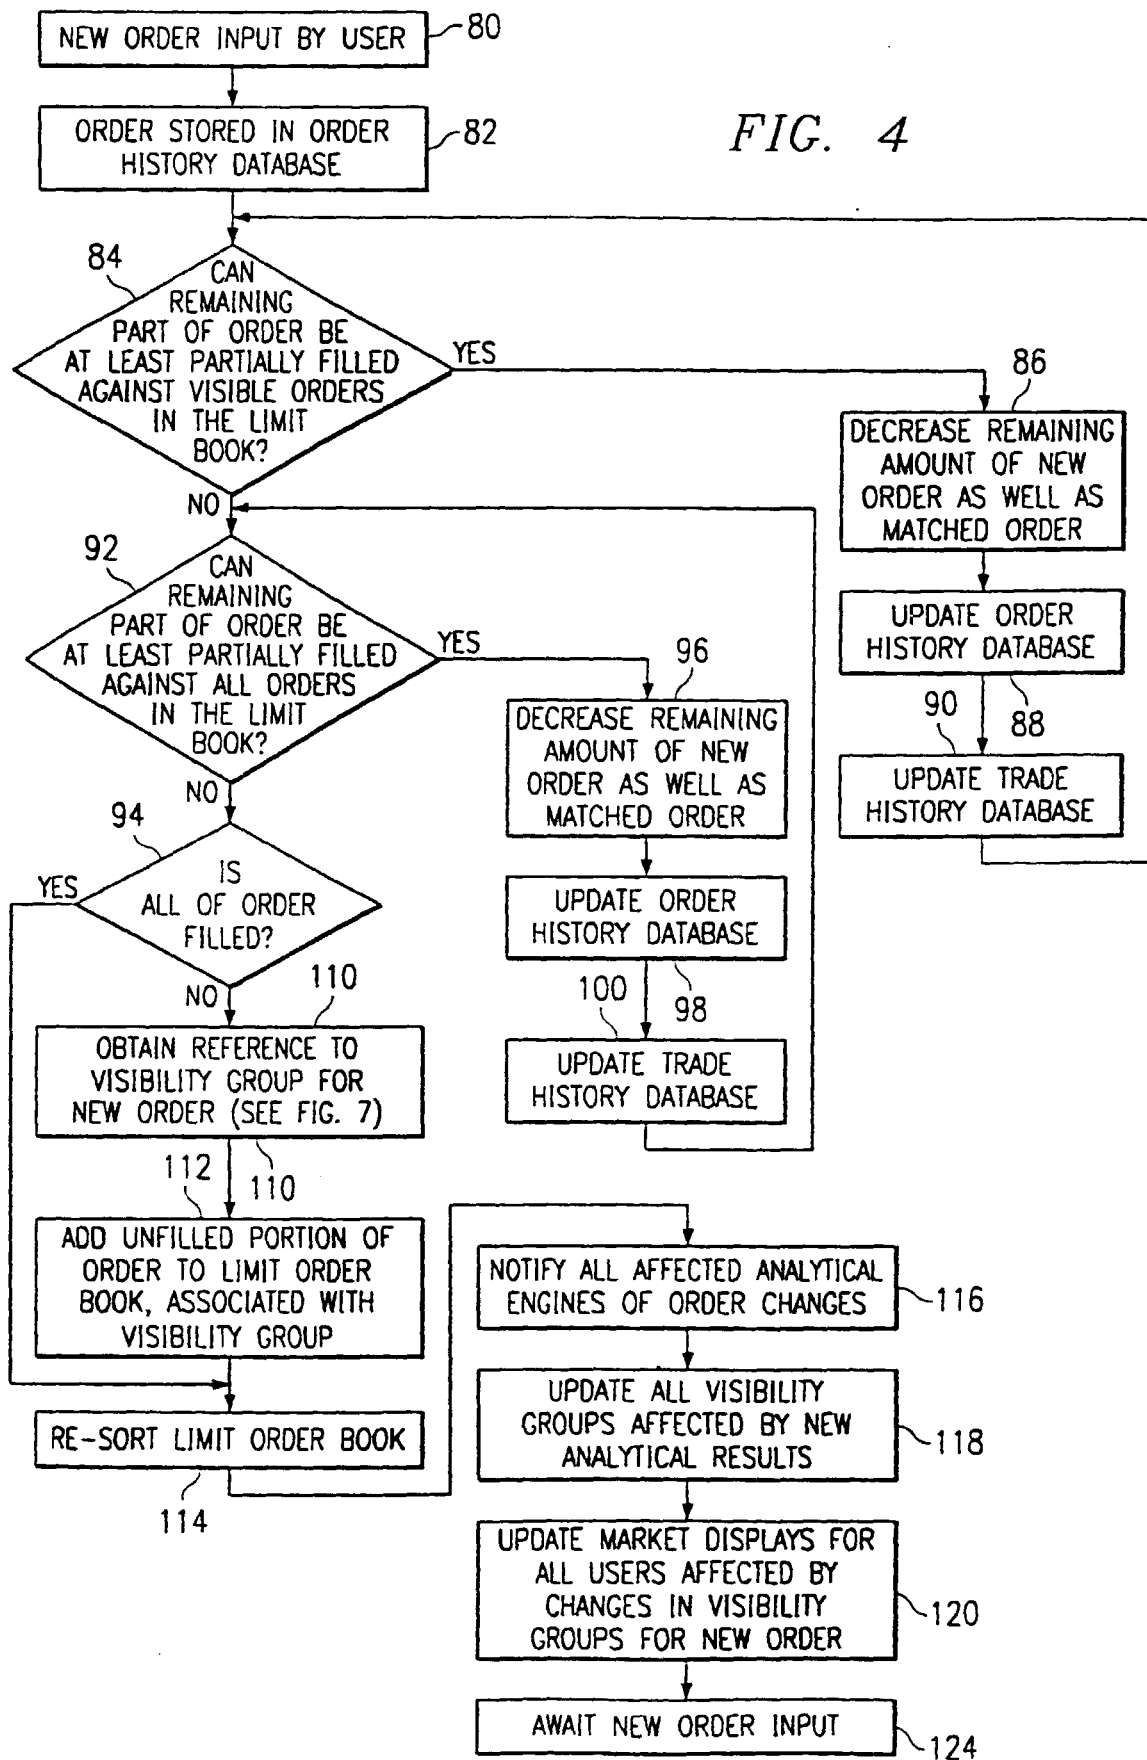 NEW ORDER INPUT BY USER
80
ORDER STORED IN ORDER
HISTORY DATABASE
82
FIG. 4
84
CAN
REMAINING
PART OF ORDER BE
AT LEAST PARTIALLY FILLED
AGAINST VISIBLE ORDERS
IN THE LIMIT
BOOK?
YES
NO
86
DECREASE REMAINING
AMOUNT OF NEW
ORDER AS WELL AS
MATCHED ORDER
UPDATE ORDER
HISTORY DATABASE
88
90
UPDATE TRADE
HISTORY DATABASE
92
CAN
REMAINING
PART OF ORDER BE
AT LEAST PARTIALLY FILLED
AGAINST ALL ORDERS
IN THE LIMIT
BOOK?
YES
NO
96
DECREASE REMAINING
AMOUNT OF NEW
ORDER AS WELL AS
MATCHED ORDER
UPDATE ORDER
HISTORY DATABASE
98
100
UPDATE TRADE
HISTORY DATABASE
94
IS
ALL OF ORDER
FILLED?
YES
NO
110
OBTAIN REFERENCE TO
VISIBILITY GROUP FOR
NEW ORDER (SEE FIG. 7)
110
112
ADD UNFILLED PORTION OF
ORDER TO LIMIT ORDER
BOOK, ASSOCIATED WITH
VISIBILITY GROUP
RE-SORT LIMIT ORDER BOOK
114
NOTIFY ALL AFFECTED ANALYTICAL
ENGINES OF ORDER CHANGES
116
UPDATE ALL VISIBILITY
GROUPS AFFECTED BY NEW
ANALYTICAL RESULTS
118
UPDATE MARKET DISPLAYS FOR
ALL USERS AFFECTED BY
CHANGES IN VISIBILITY
GROUPS FOR NEW ORDER
120
AWAIT NEW ORDER INPUT
124